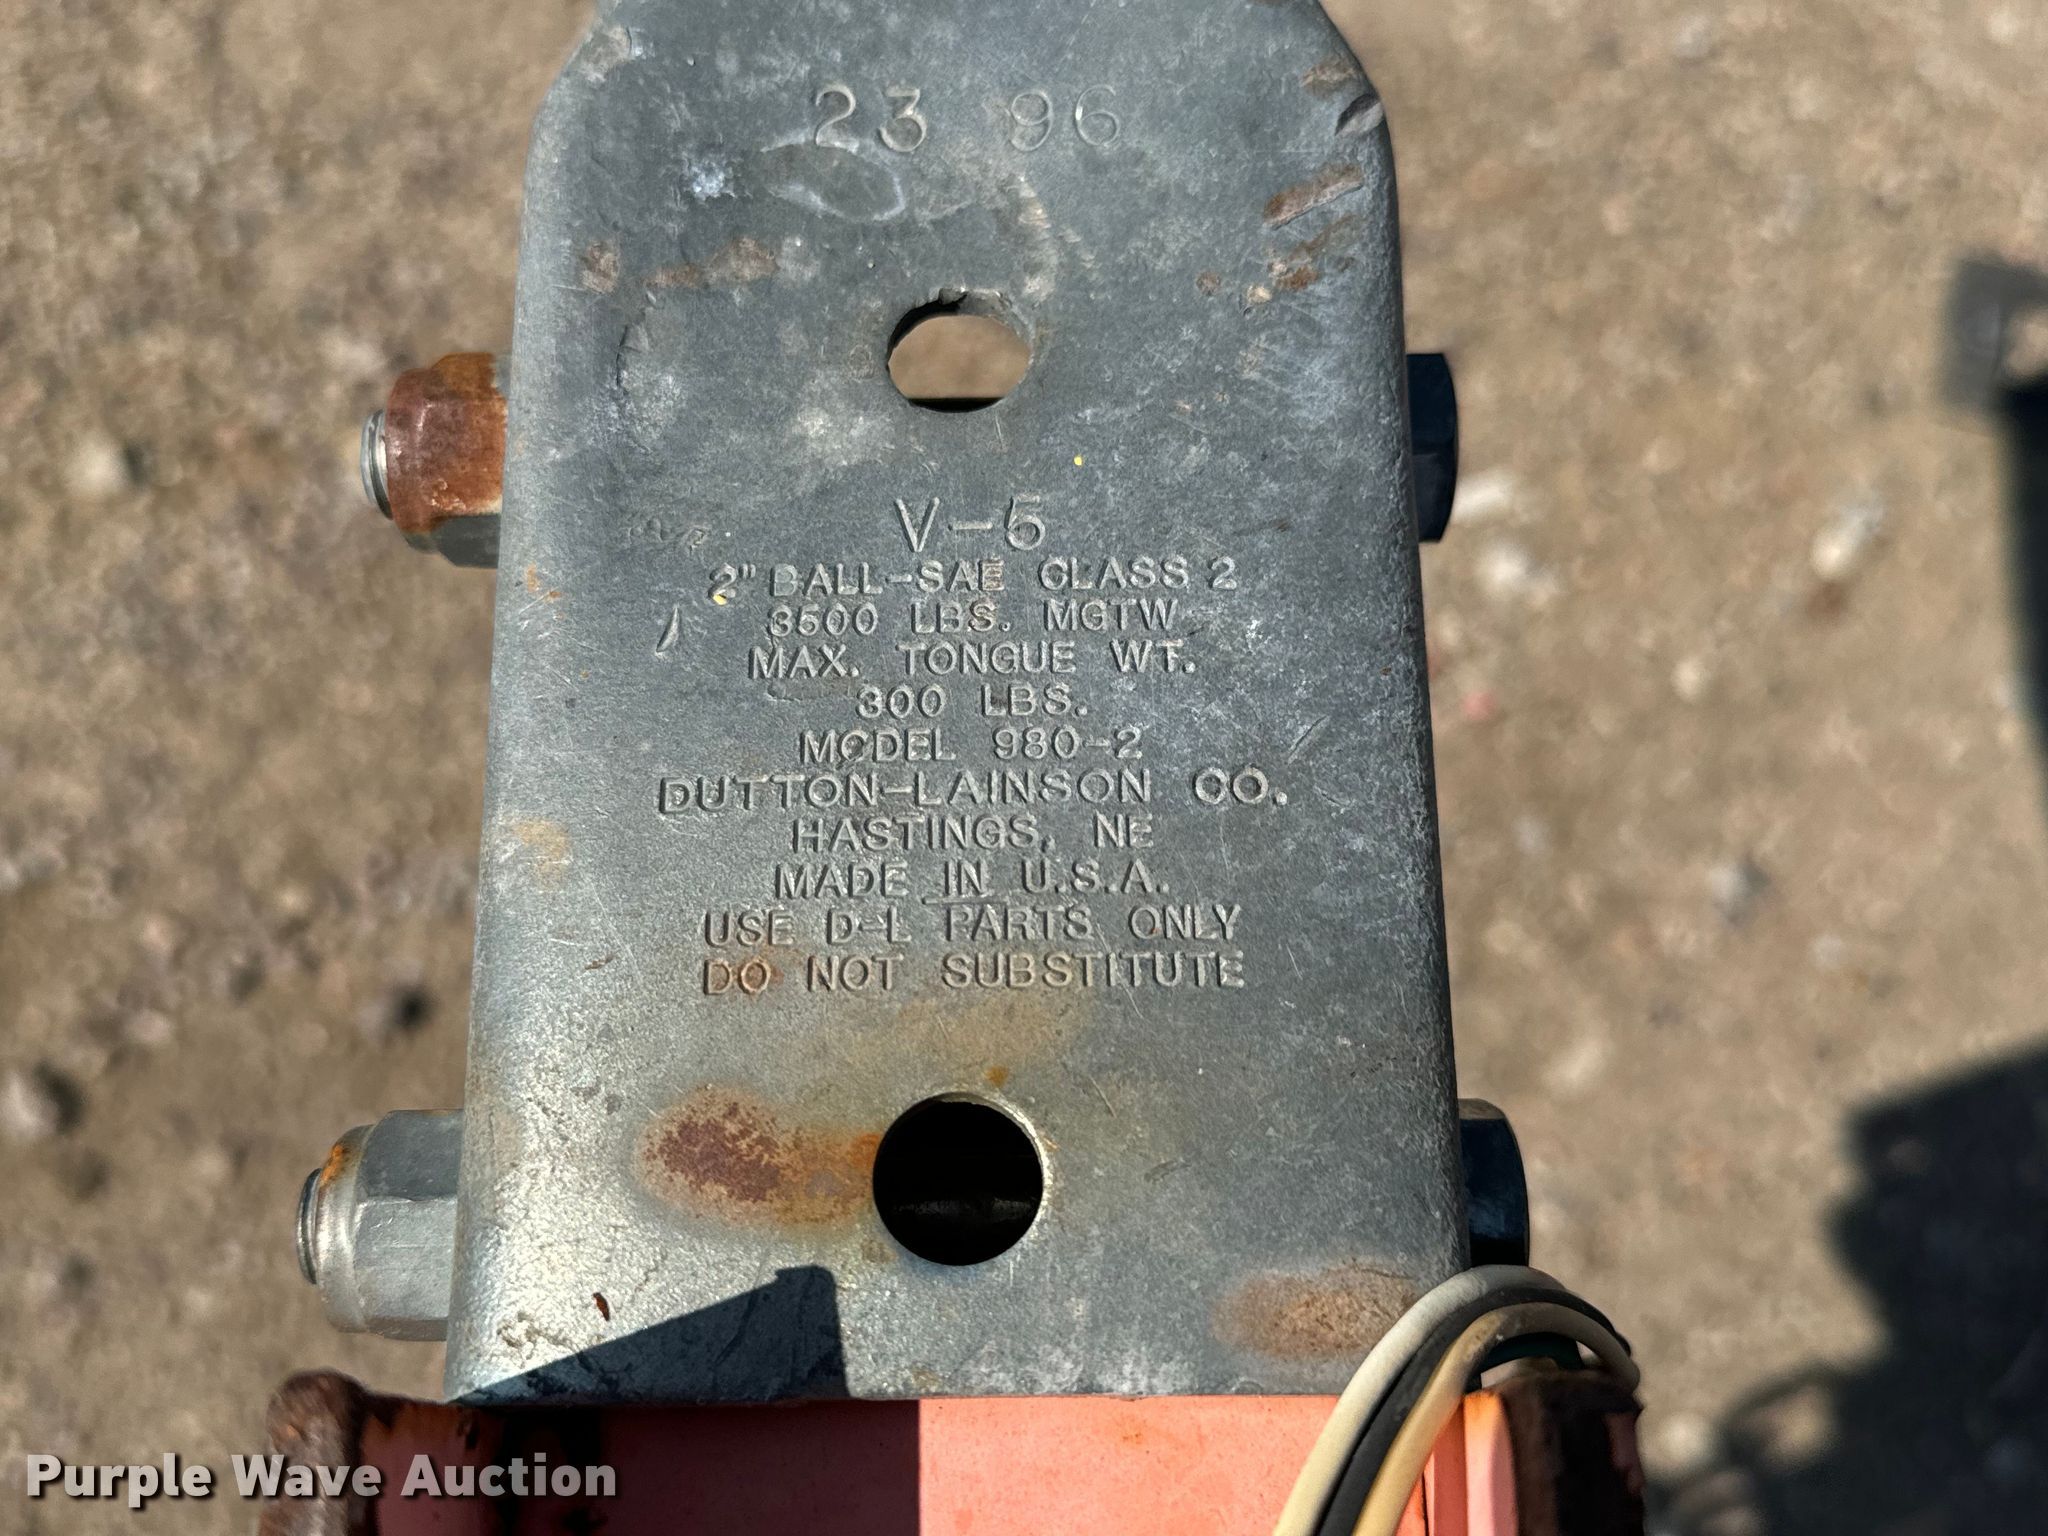 23 96
V-5
2" BALL-SAE CLASS 2
3500 LBS. MGTW
MAX. TONGUE WT.
300 LBS.
MODEL 980-2
DUTTON-LAINSON CO.
HASTINGS, NE
MADE IN U.S.A.
USE D-L PARTS ONLY
DO NOT SUBSTITUTE
Purple Wave Auction